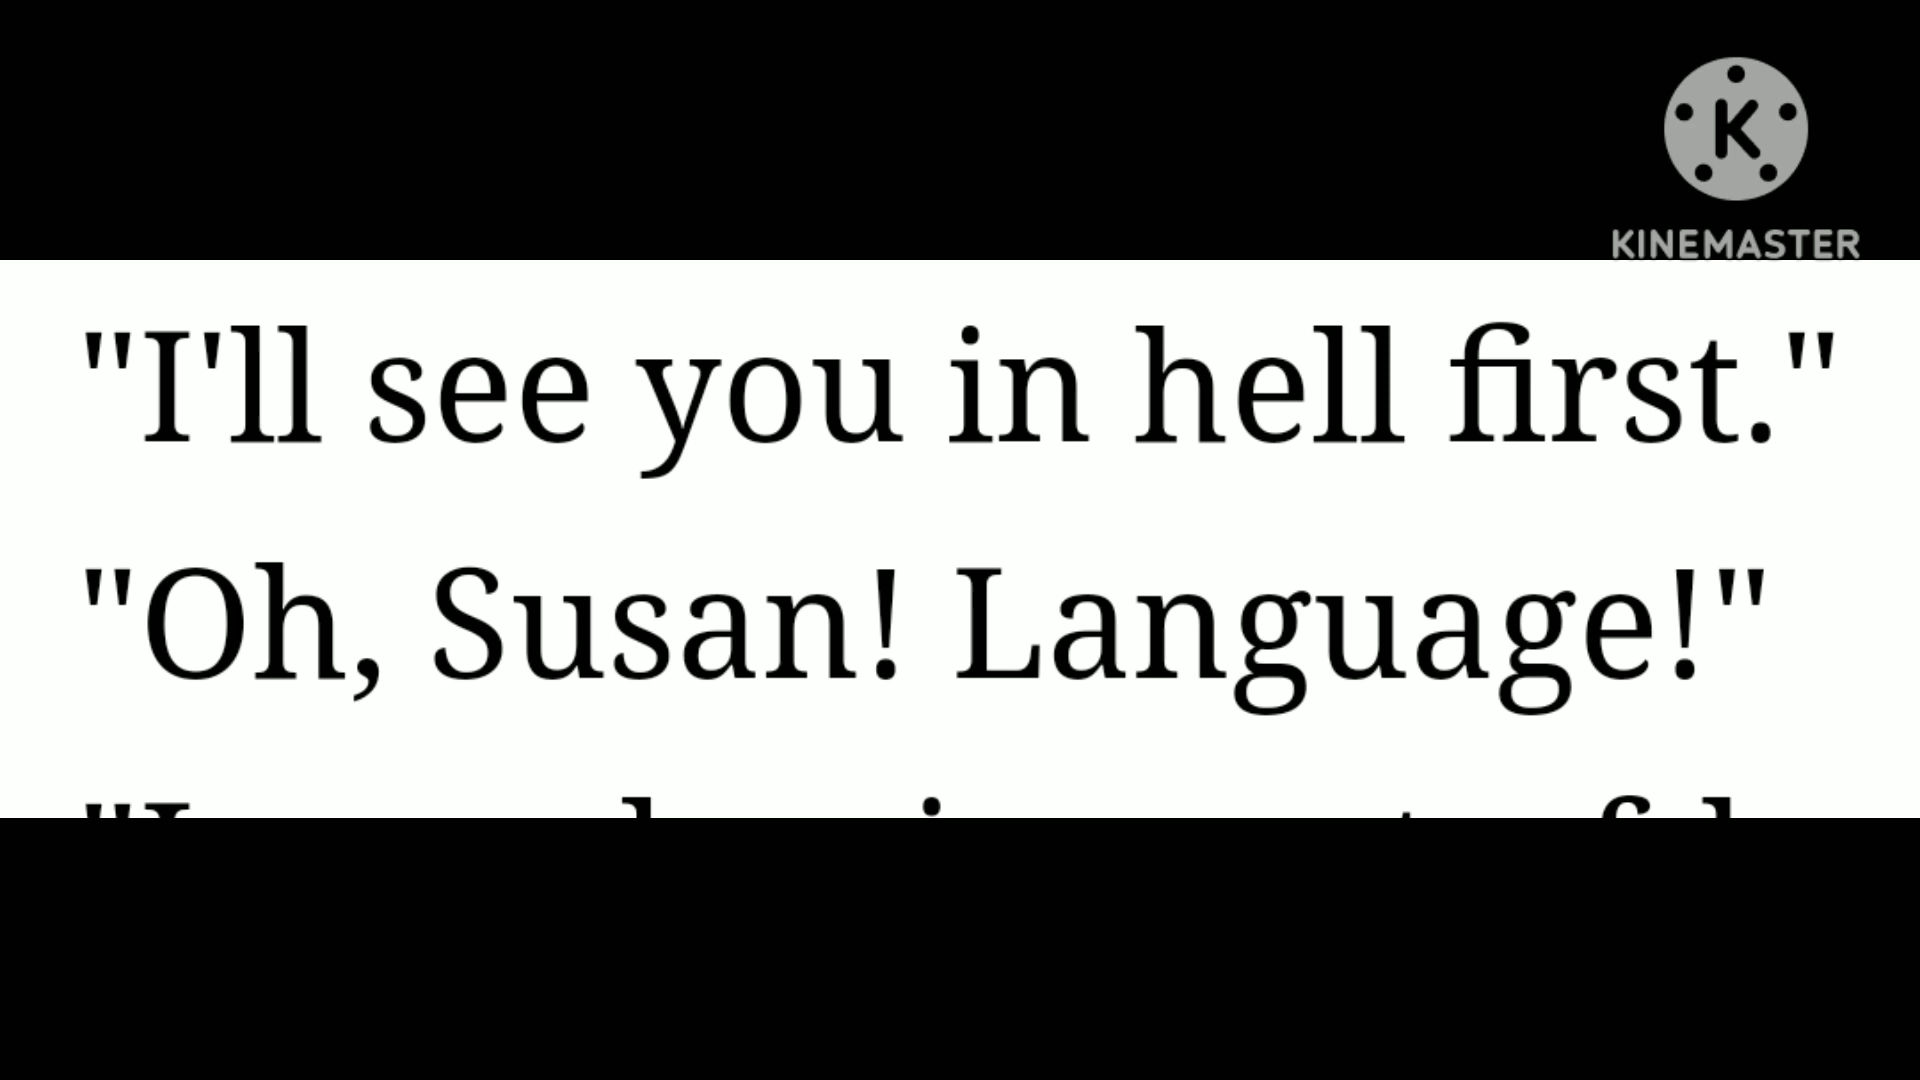 K
KINEMASTER
"I'll see you in hell first."
"Oh, Susan! Language!"